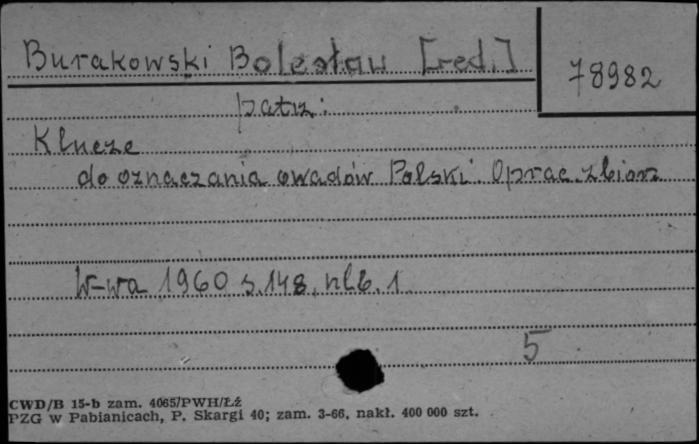 Burakowski Bolesław [red.]
78982
patrz:
Klucze
do oznaczania owadów Polski. Oprac. zbior.
W-wa 1960 s. 148, nlb. 1
5
CWD/B 15-b zam. 4065/PWH/Łź
PZG w Pabianicach, P. Skargi 40; zam. 3-66, nakł. 400 000 szt.